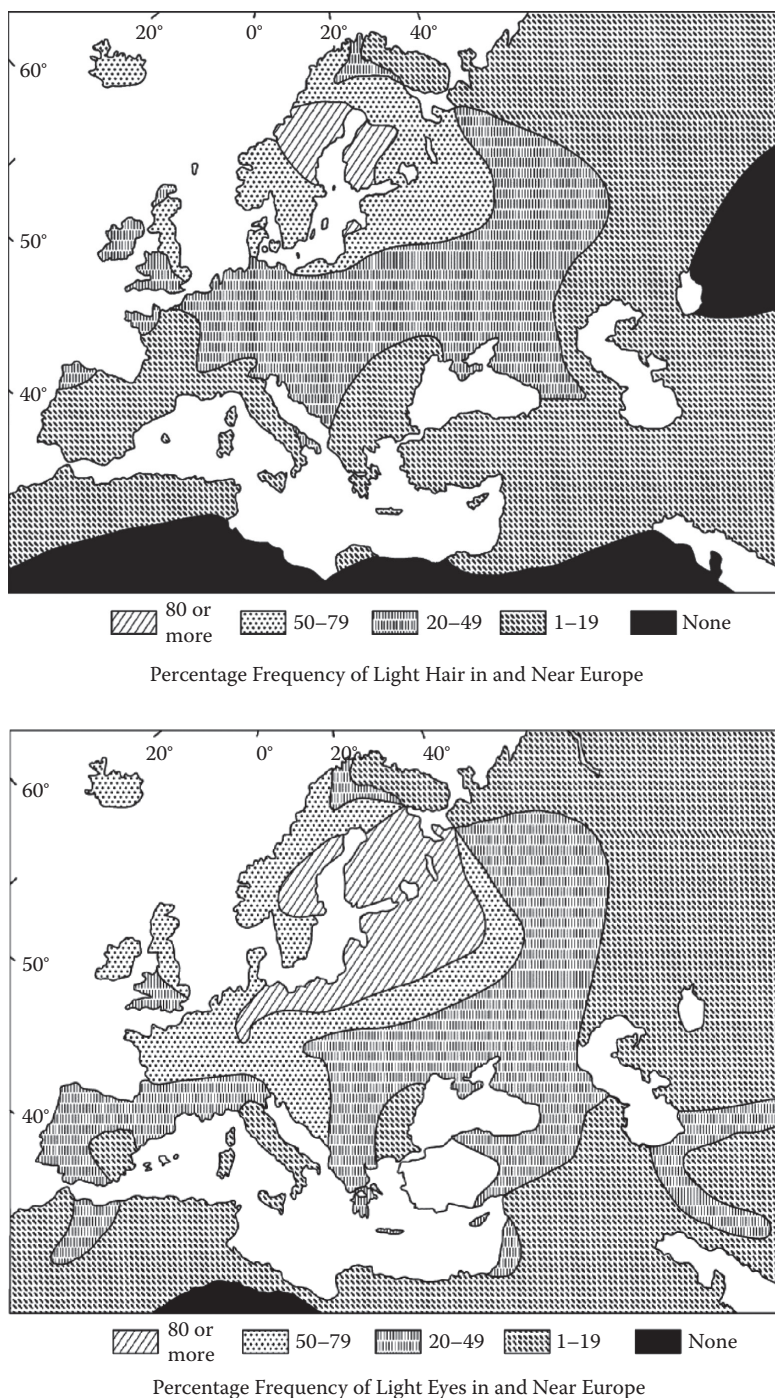 20° 0° 20° 40°
60°
50°
40°
80 or more 50–79 20–49 1–19 None
Percentage Frequency of Light Hair in and Near Europe
20° 0° 20° 40°
60°
50°
40°
80 or more 50–79 20–49 1–19 None
Percentage Frequency of Light Eyes in and Near Europe